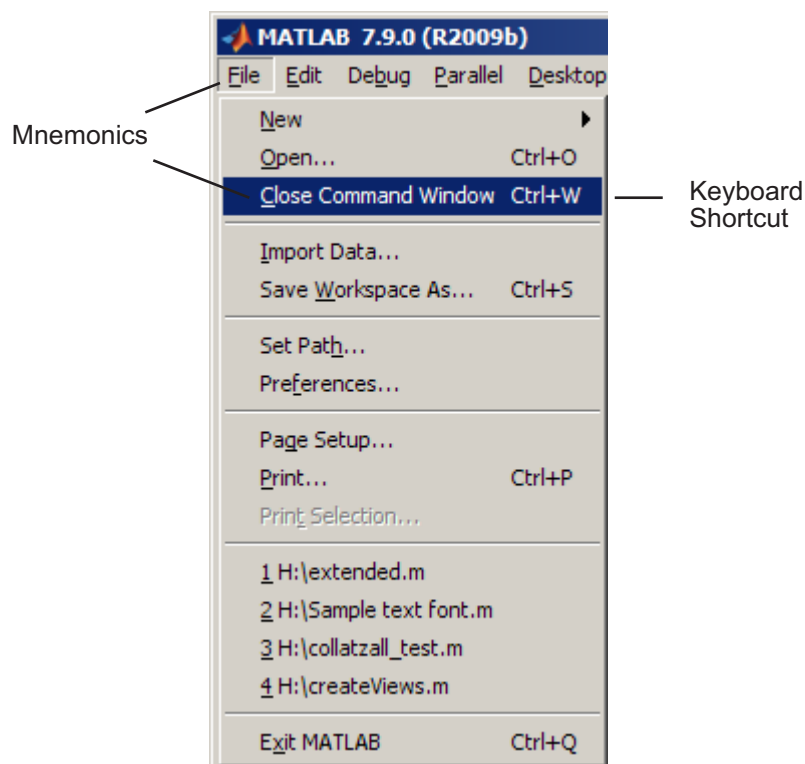 MATLAB 7.9.0 (R2009b)
File Edit Debug Parallel Desktop
Mnemonics
New
Open... Ctrl+O
Close Command Window Ctrl+W
Keyboard
Shortcut
Import Data...
Save Workspace As... Ctrl+S
Set Path...
Preferences...
Page Setup...
Print... Ctrl+P
Print Selection...
1 H:\extended.m
2 H:\Sample text font.m
3 H:\collatzall_test.m
4 H:\createViews.m
Exit MATLAB Ctrl+Q